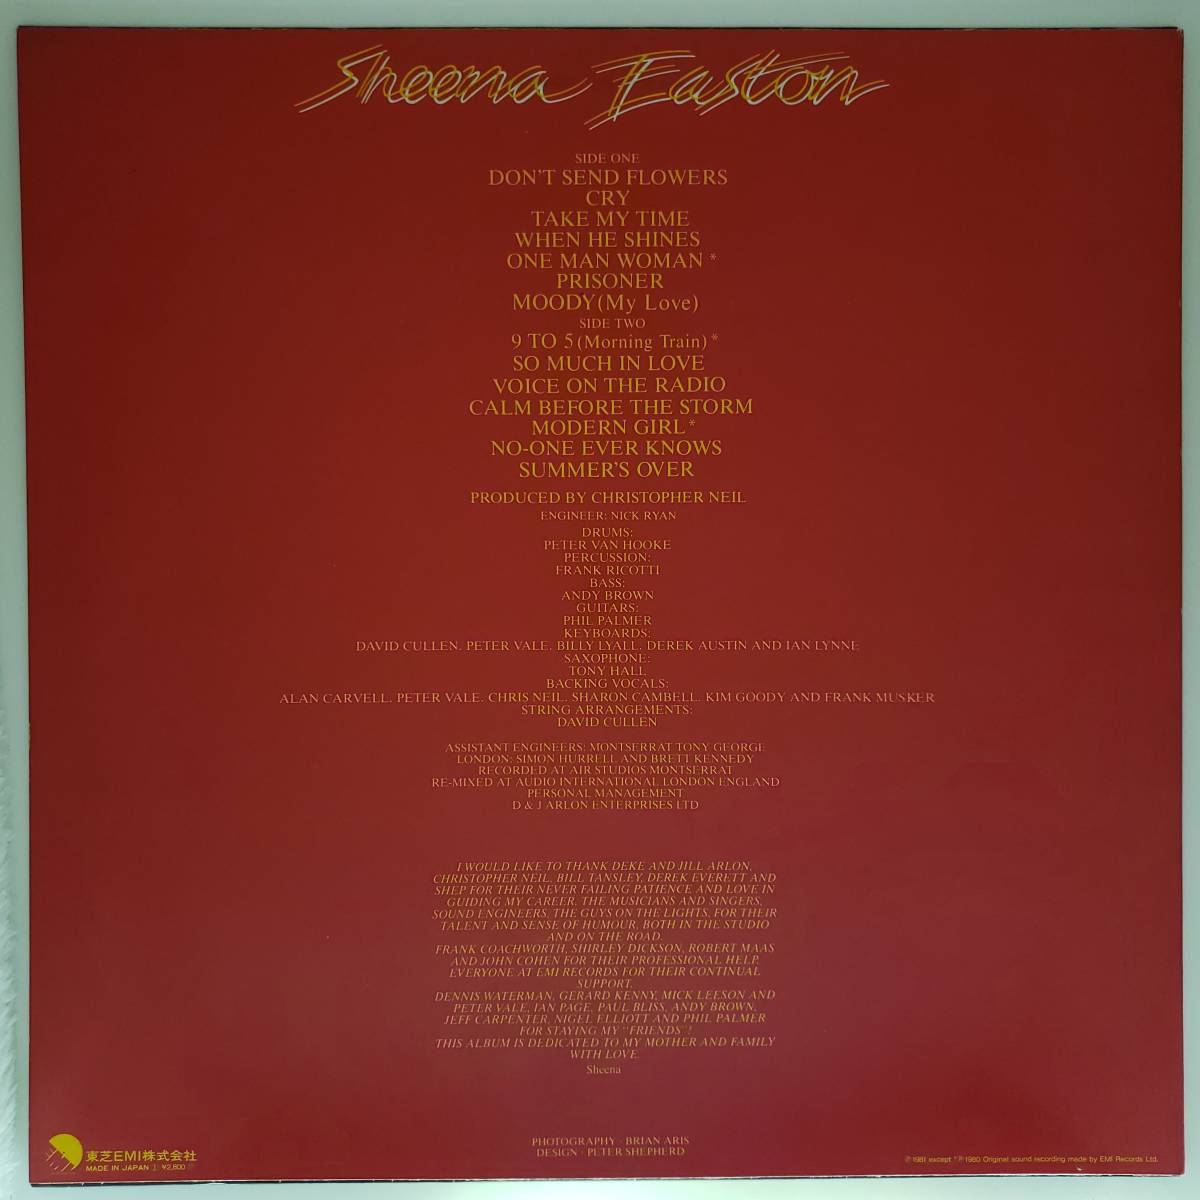 Sheena Easton
SIDE ONE
DON'T SEND FLOWERS
CRY
TAKE MY TIME
WHEN HE SHINES
ONE MAN WOMAN *
PRISONER
MOODY (My Love)
SIDE TWO
9 TO 5 (Morning Train) *
SO MUCH IN LOVE
VOICE ON THE RADIO
CALM BEFORE THE STORM
MODERN GIRL *
NO-ONE EVER KNOWS
SUMMER'S OVER
PRODUCED BY CHRISTOPHER NEIL
ENGINEER: NICK RYAN
DRUMS:
PETER VAN HOOKE
PERCUSSION:
FRANK RICOTTI
BASS:
ANDY BROWN
GUITARS:
PHIL PALMER
KEYBOARDS:
DAVID CULLEN. PETER VALE. BILLY LYALL. DEREK AUSTIN AND IAN LYNNE
SAXOPHONE:
TONY HALL
BACKING VOCALS:
ALAN CARVELL. PETER VALE. CHRIS NEIL. SHARON CAMBELL. KIM GOODY AND FRANK MUSKER
STRING ARRANGEMENTS:
DAVID CULLEN
ASSISTANT ENGINEERS: MONTSERRAT TONY GEORGE
LONDON: SIMON HURRELL AND BRETT KENNEDY
RECORDED AT AIR STUDIOS MONTSERRAT
RE-MIXED AT AUDIO INTERNATIONAL LONDON ENGLAND
PERSONAL MANAGEMENT
D & J ARLON ENTERPRISES LTD
I WOULD LIKE TO THANK DEKE AND JILL ARLON,
CHRISTOPHER NEIL, BILL TANSLEY, DEREK EVERETT AND
SHEP FOR THEIR NEVER FAILING PATIENCE AND LOVE IN
GUIDING MY CAREER, THE MUSICIANS AND SINGERS,
SOUND ENGINEERS, THE GUYS ON THE LIGHTS, FOR THEIR
TALENT AND SENSE OF HUMOUR, BOTH IN THE STUDIO
AND ON THE ROAD.
FRANK COACHWORTH, SHIRLEY DICKSON, ROBERT MAAS
AND JOHN COHEN FOR THEIR PROFESSIONAL HELP.
EVERYONE AT EMI RECORDS FOR THEIR CONTINUAL
SUPPORT,
DENNIS WATERMAN, GERARD KENNY, MICK LEESON AND
PETER VALE, IAN PAGE, PAUL BLISS, ANDY BROWN,
JEFF CARPENTER, NIGEL ELLIOTT AND PHIL PALMER
FOR STAYING MY "FRIENDS"!
THIS ALBUM IS DEDICATED TO MY MOTHER AND FAMILY
WITH LOVE.
Sheena
PHOTOGRAPHY · BRIAN ARIS
DESIGN · PETER SHEPHERD
東芝EMI株式会社
MADE IN JAPAN Ⓙ ¥2,800
℗1981 except *℗1980 Original sound recording made by EMI Records Ltd.